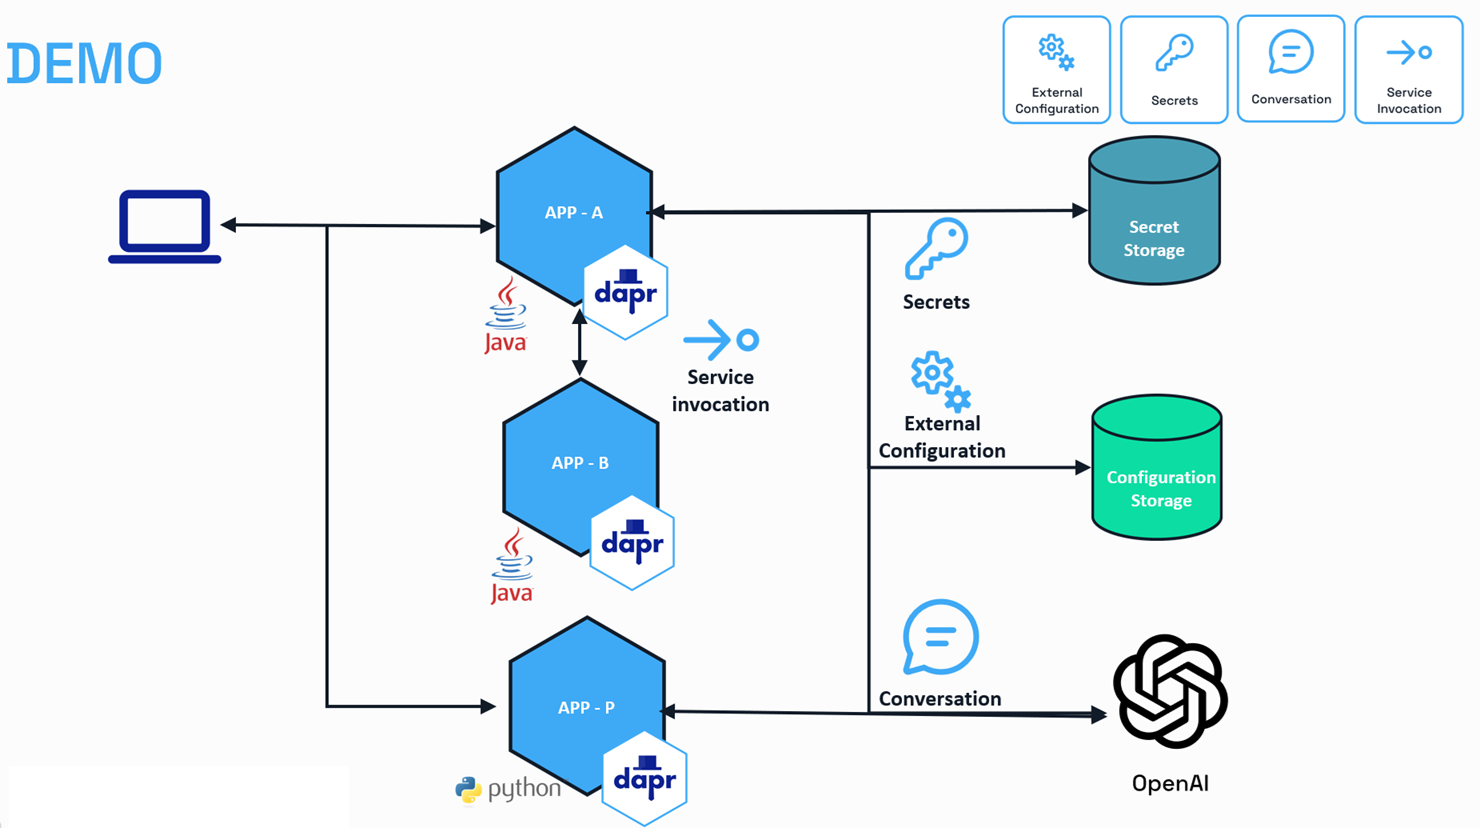 DEMO
External
Configuration
Secrets
Conversation
Service
Invocation
APP - A
dapr
Java
Secret
Storage
Secrets
Service
invocation
External
Configuration
APP - B
dapr
Java
Configuration
Storage
Conversation
APP - P
dapr
python
OpenAI